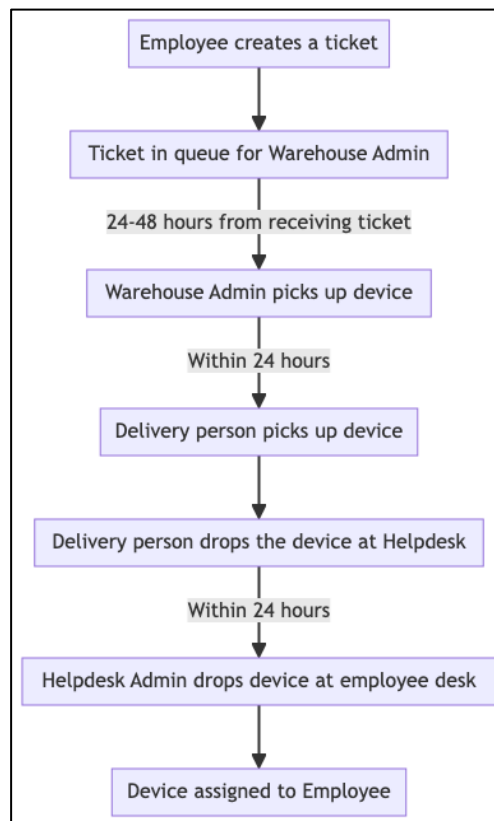 Employee creates a ticket
Ticket in queue for Warehouse Admin
24-48 hours from receiving ticket
Warehouse Admin picks up device
Within 24 hours
Delivery person picks up device
Delivery person drops the device at Helpdesk
Within 24 hours
Helpdesk Admin drops device at employee desk
Device assigned to Employee